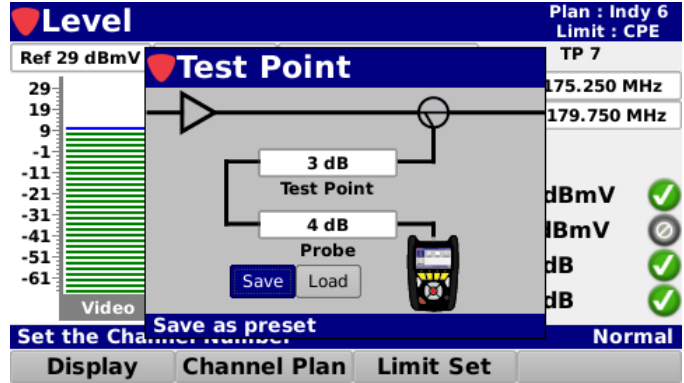 Level
Plan : Indy 6
Limit : CPE
Ref 29 dBmV
TP 7
Test Point
175.250 MHz
179.750 MHz
29
19
9
-1
-11
-21
-31
-41
-51
-61
3 dB
Test Point
4 dB
Probe
Save
Load
dBmV
dBmV
dB
dB
Video
Save as preset
Set the Channel Number
Normal
Display
Channel Plan
Limit Set